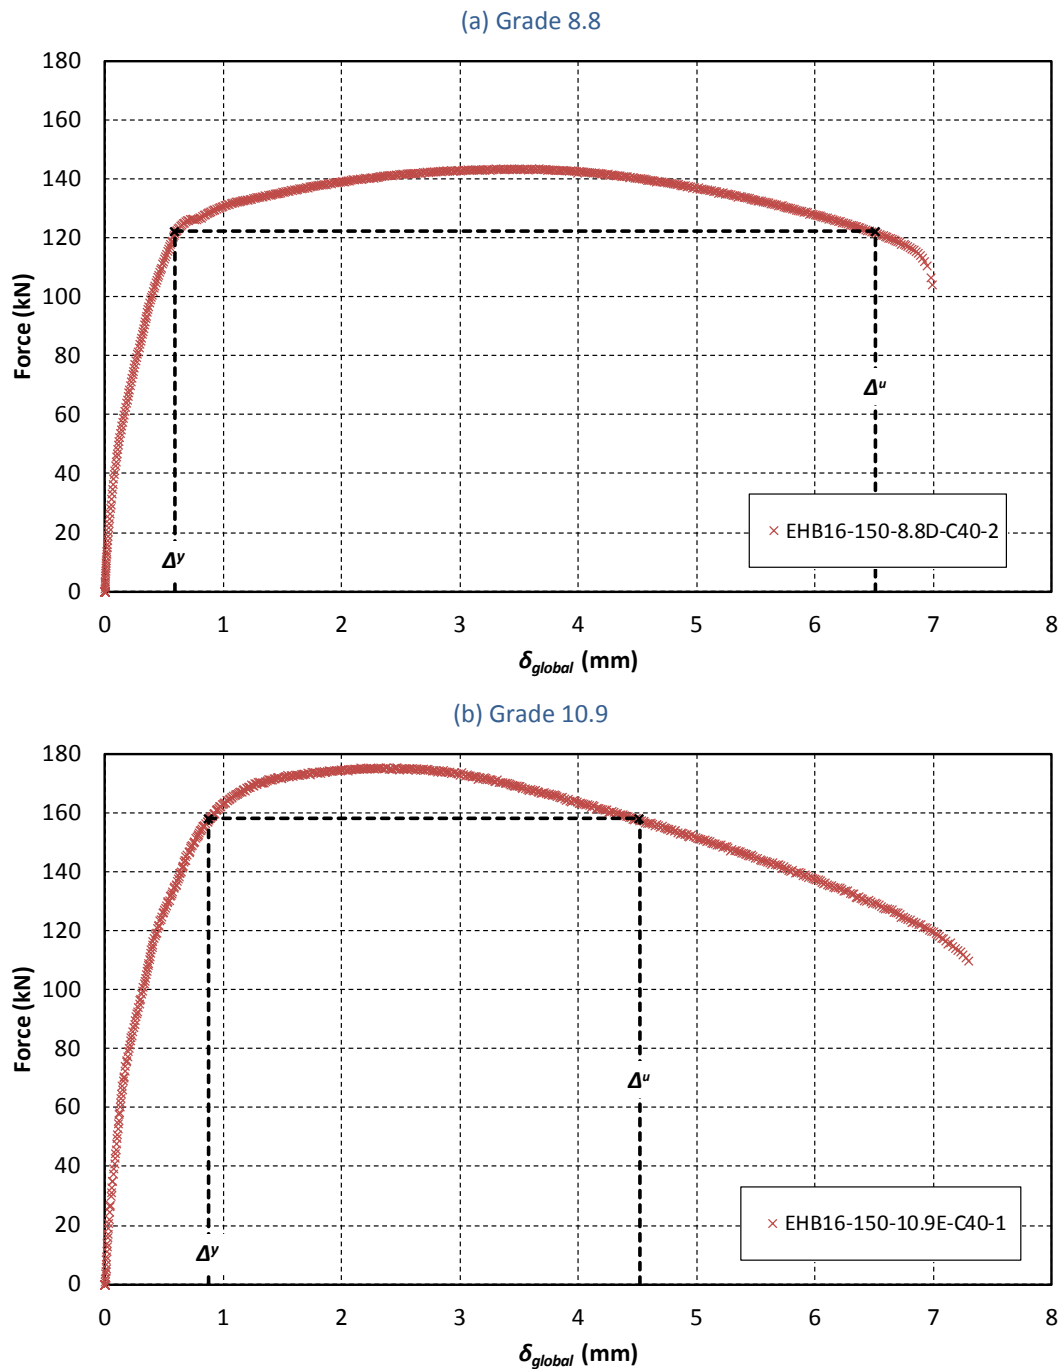 (a) Grade 8.8
180
160
140
120
100
80
60
40
20
0
Force (kN)
Δy
Δu
× EHB16-150-8.8D-C40-2
0 1 2 3 4 5 6 7 8
δglobal (mm)
(b) Grade 10.9
180
160
140
120
100
80
60
40
20
0
Force (kN)
Δy
Δu
× EHB16-150-10.9E-C40-1
0 1 2 3 4 5 6 7 8
δglobal (mm)